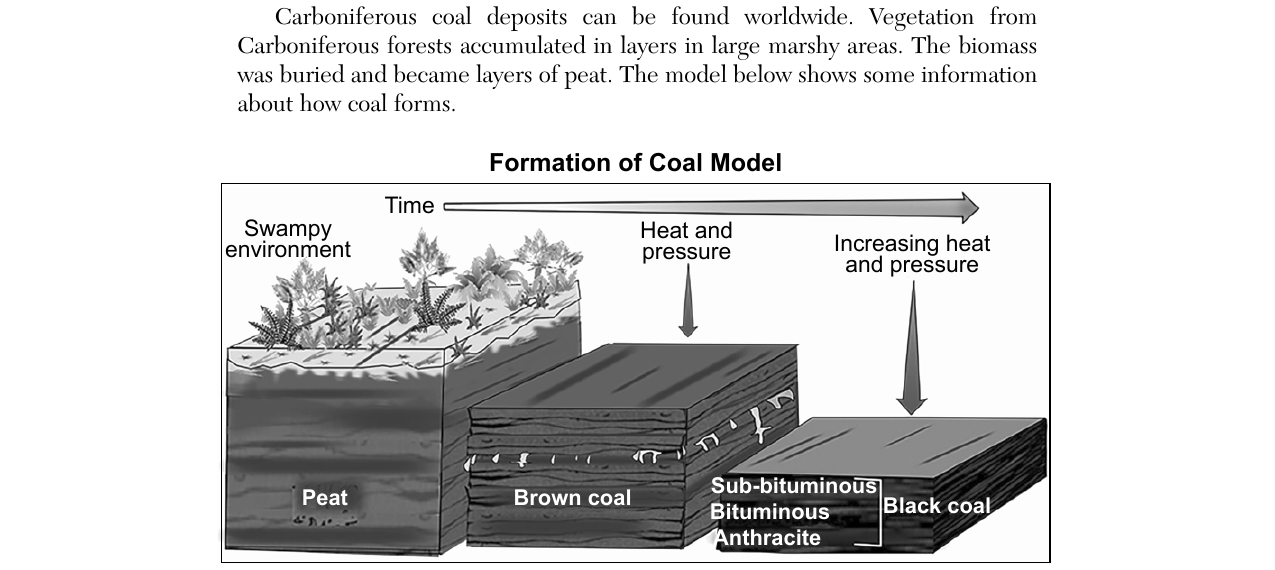 Carboniferous coal deposits can be found worldwide. Vegetation from
Carboniferous forests accumulated in layers in large marshy areas. The biomass
was buried and became layers of peat. The model below shows some information
about how coal forms.
Formation of Coal Model
Time
Swampy
environment
Heat and
pressure
Increasing heat
and pressure
Peat
Brown coal
Sub-bituminous
Bituminous
Anthracite
Black coal